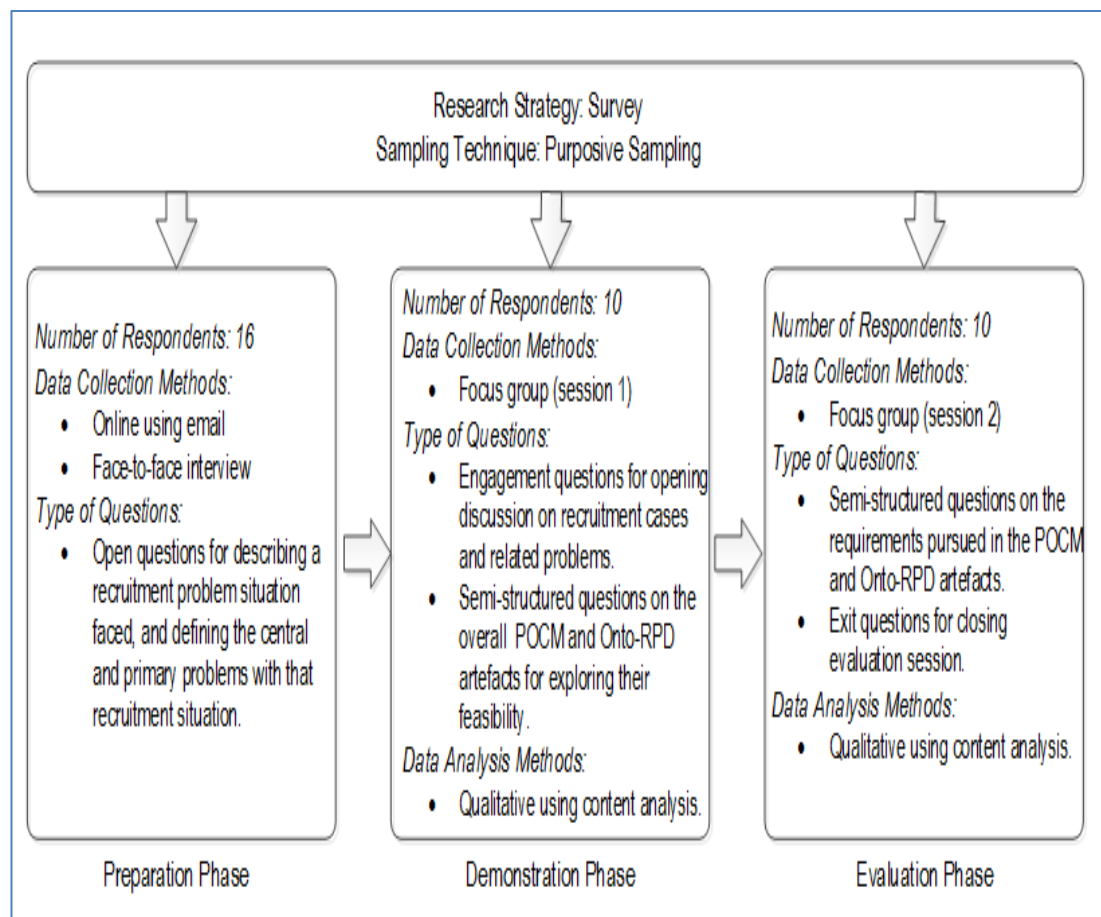 Research Strategy: Survey
Sampling Technique: Purposive Sampling
Number of Respondents: 16
Data Collection Methods:
• Online using email
• Face-to-face interview
Type of Questions:
• Open questions for describing a
recruitment problem situation
faced, and defining the central
and primary problems with that
recruitment situation.
Preparation Phase
Number of Respondents: 10
Data Collection Methods:
• Focus group (session 1)
Type of Questions:
• Engagement questions for opening
discussion on recruitment cases
and related problems.
• Semi-structured questions on the
overall POCM and Onto-RPD
artefacts for exploring their
feasibility.
Data Analysis Methods:
• Qualitative using content analysis.
Demonstration Phase
Number of Respondents: 10
Data Collection Methods:
• Focus group (session 2)
Type of Questions:
• Semi-structured questions on the
requirements pursued in the POCM
and Onto-RPD artefacts.
• Exit questions for closing
evaluation session.
Data Analysis Methods:
• Qualitative using content analysis.
Evaluation Phase